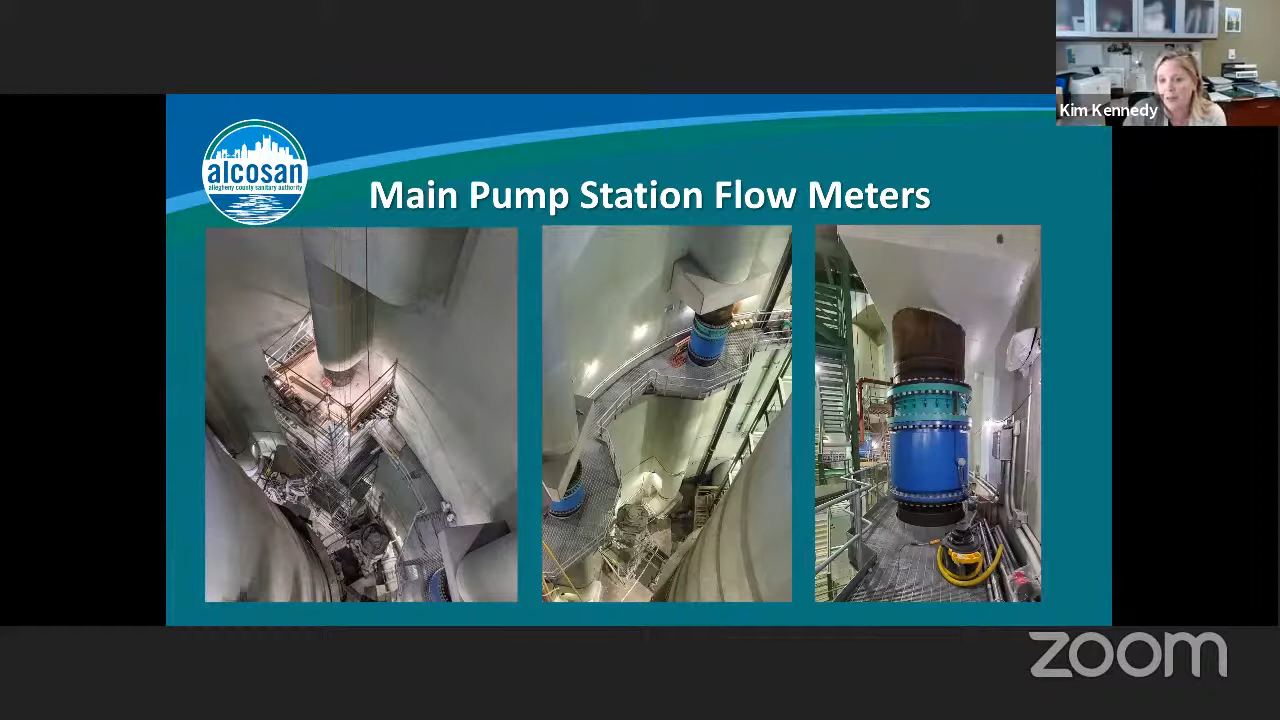 Kim Kennedy
alcosan
allegheny county sanitary authority
Main Pump Station Flow Meters
zoom